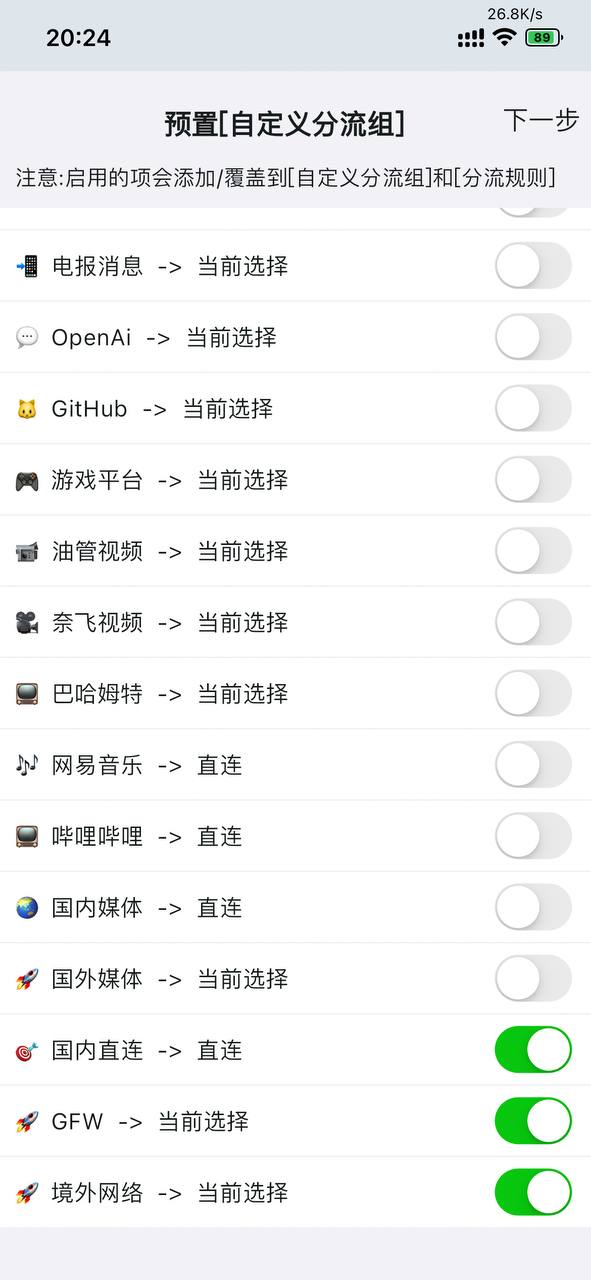 26.8K/s
20:24
89
预置[自定义分流组]
下一步
注意:启用的项会添加/覆盖到[自定义分流组]和[分流规则]
📲 电报消息 -> 当前选择
💬 OpenAi -> 当前选择
🐱 GitHub -> 当前选择
🎮 游戏平台 -> 当前选择
📹 油管视频 -> 当前选择
🎥 奈飞视频 -> 当前选择
📺 巴哈姆特 -> 当前选择
🎶 网易音乐 -> 直连
📺 哔哩哔哩 -> 直连
🌏 国内媒体 -> 直连
🚀 国外媒体 -> 当前选择
🎯 国内直连 -> 直连
🚀 GFW -> 当前选择
🚀 境外网络 -> 当前选择